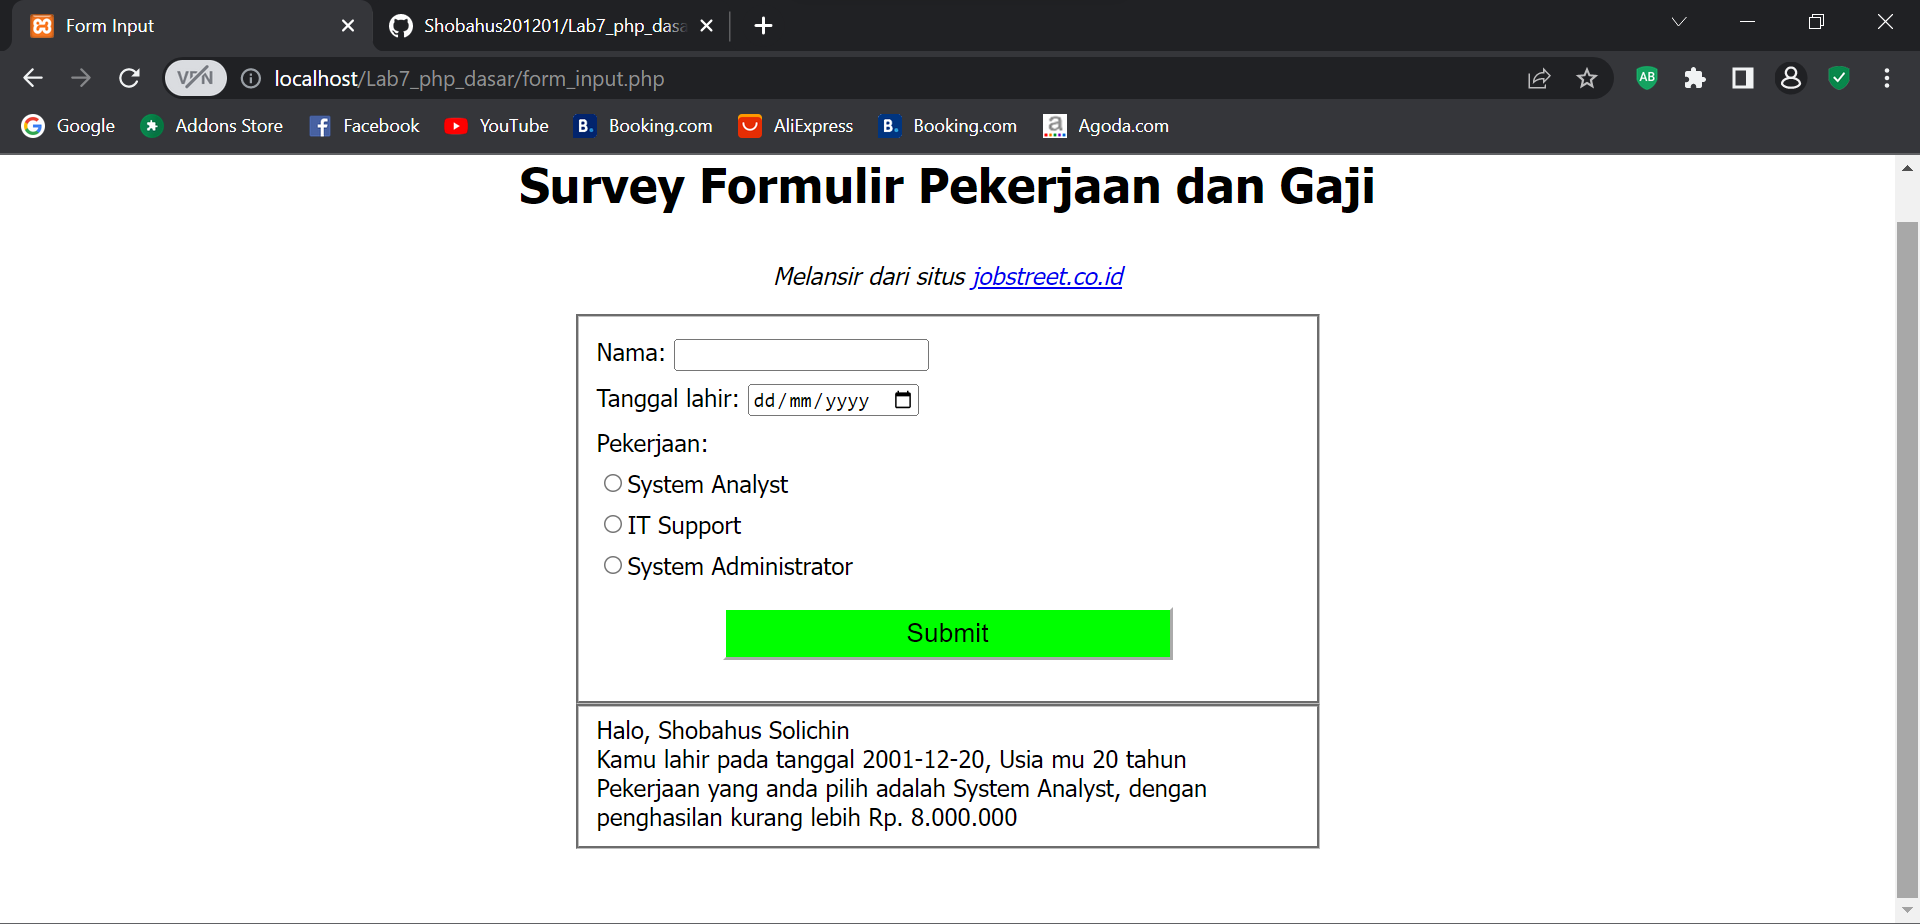 Form Input
Shobahus201201/Lab7_php_dasa
VPN
localhost/Lab7_php_dasar/form_input.php
AB
Google
Addons Store
Facebook
YouTube
B. Booking.com
AliExpress
B. Booking.com
a Agoda.com
Survey Formulir Pekerjaan dan Gaji
Melansir dari situs jobstreet.co.id
Nama:
Tanggal lahir: dd/mm/yyyy
Pekerjaan:
System Analyst
IT Support
System Administrator
Submit
Halo, Shobahus Solichin
Kamu lahir pada tanggal 2001-12-20, Usia mu 20 tahun
Pekerjaan yang anda pilih adalah System Analyst, dengan
penghasilan kurang lebih Rp. 8.000.000